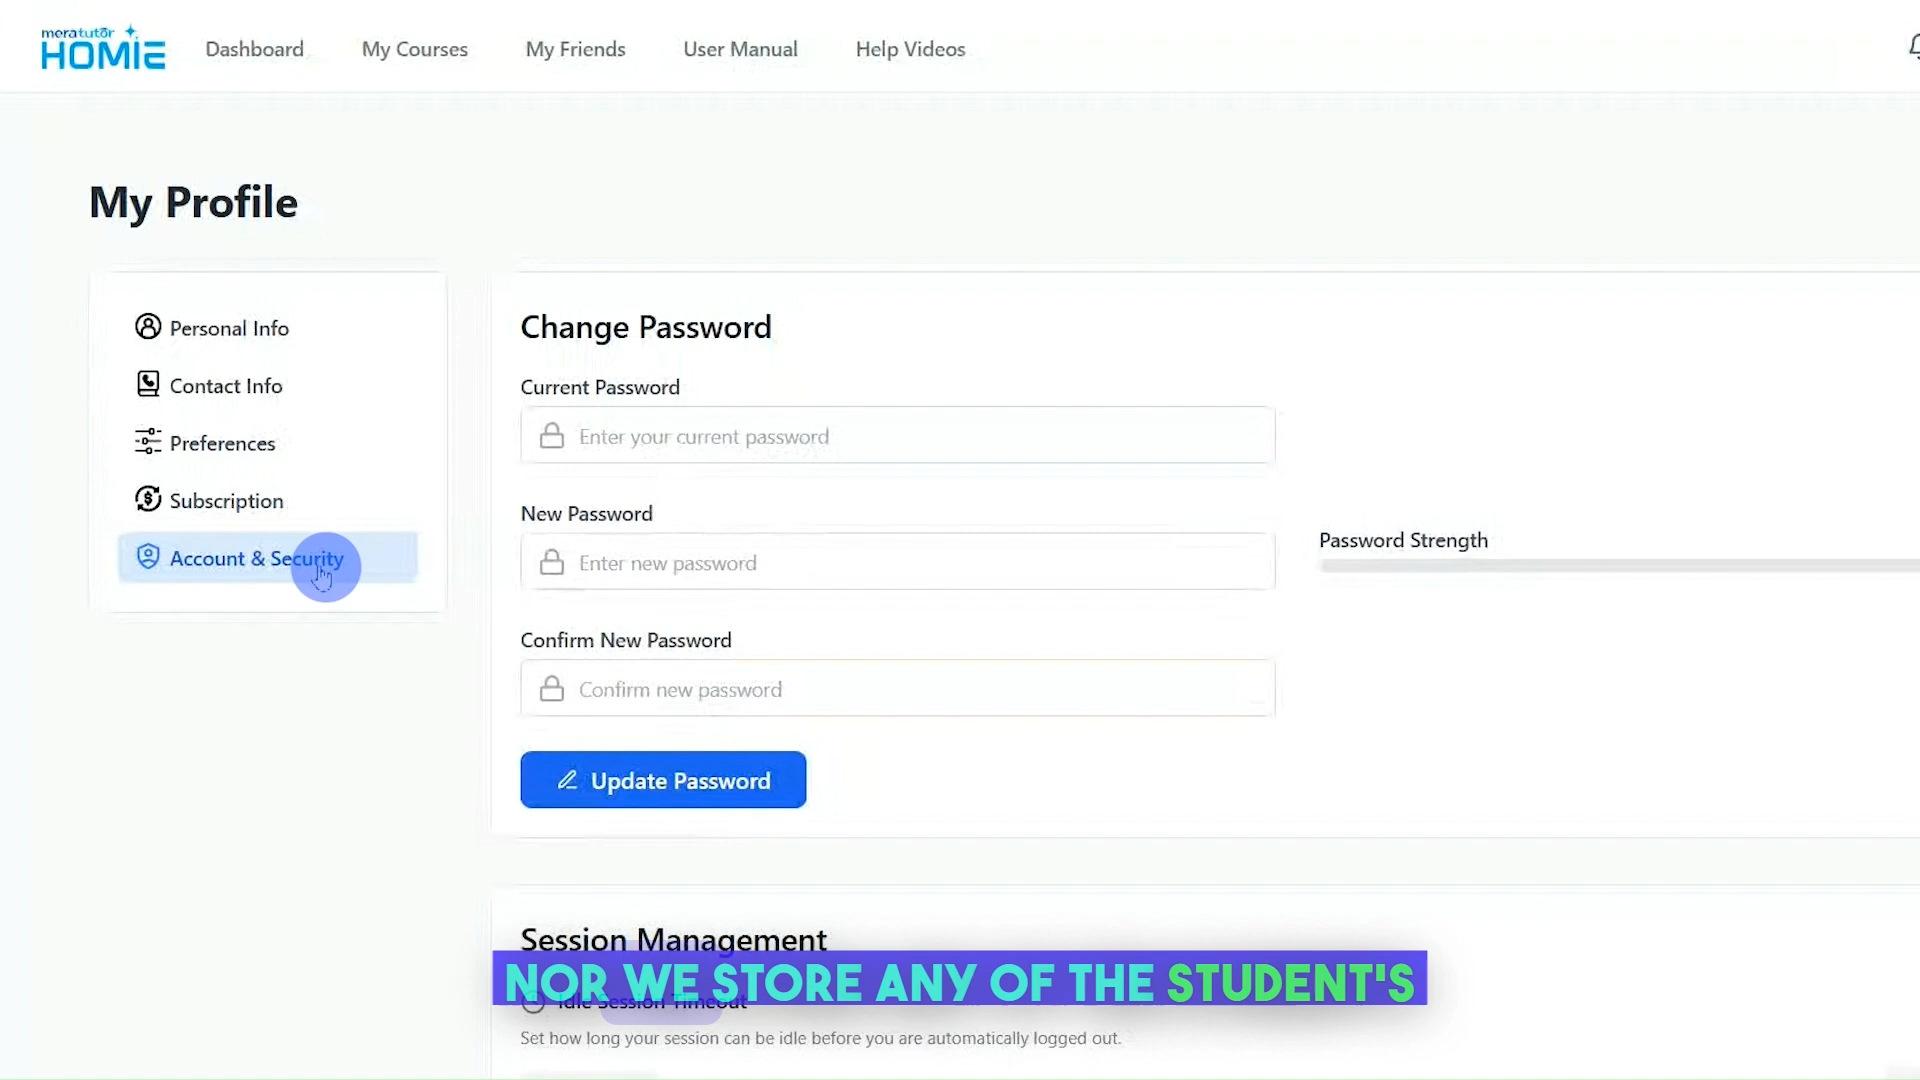 meratutor
HOMIE
Dashboard
My Courses
My Friends
User Manual
Help Videos
My Profile
Personal Info
Contact Info
Preferences
Subscription
Account & Security
Change Password
Current Password
Enter your current password
New Password
Enter new password
Password Strength
Confirm New Password
Confirm new password
Update Password
Session Management
NOR WE STORE ANY OF THE STUDENT'S
Idle Session Timeout
Set how long your session can be idle before you are automatically logged out.